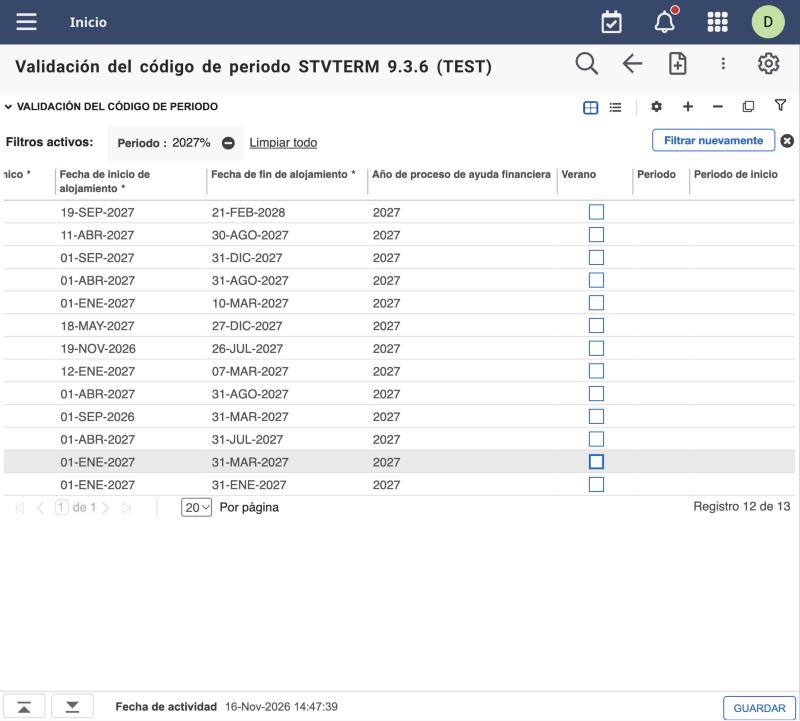 Inicio
D
Validación del código de periodo STVTERM 9.3.6 (TEST)
VALIDACIÓN DEL CÓDIGO DE PERIODO
Filtros activos: Periodo : 2027% Limpiar todo Filtrar nuevamente
nico * Fecha de inicio de alojamiento * Fecha de fin de alojamiento * Año de proceso de ayuda financiera Verano Periodo Periodo de inicio
19-SEP-2027 21-FEB-2028 2027
11-ABR-2027 30-AGO-2027 2027
01-SEP-2027 31-DIC-2027 2027
01-ABR-2027 31-AGO-2027 2027
01-ENE-2027 10-MAR-2027 2027
18-MAY-2027 27-DIC-2027 2027
19-NOV-2026 26-JUL-2027 2027
12-ENE-2027 07-MAR-2027 2027
01-ABR-2027 31-AGO-2027 2027
01-SEP-2026 31-MAR-2027 2027
01-ABR-2027 31-JUL-2027 2027
01-ENE-2027 31-MAR-2027 2027
01-ENE-2027 31-ENE-2027 2027
1 de 1 20 Por página Registro 12 de 13
Fecha de actividad 16-Nov-2026 14:47:39 GUARDAR